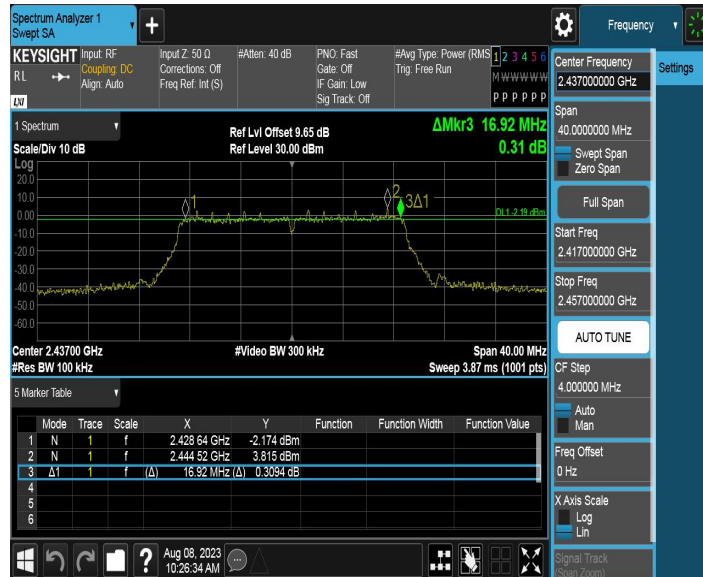 Spectrum Analyzer 1
Swept SA
+
Frequency
KEYSIGHT
RL
LXI
Input: RF
Coupling: DC
Align: Auto
Input Z: 50 Ω
Corrections: Off
Freq Ref: Int (S)
#Atten: 40 dB
PNO: Fast
Gate: Off
IF Gain: Low
Sig Track: Off
#Avg Type: Power (RMS
Trig: Free Run
1 2 3 4 5 6
M W W W W W
P P P P P P
Center Frequency
2.437000000 GHz
Settings
Span
40.0000000 MHz
Swept Span
Zero Span
Full Span
Start Freq
2.417000000 GHz
Stop Freq
2.457000000 GHz
AUTO TUNE
CF Step
4.000000 MHz
Auto
Man
Freq Offset
0 Hz
X Axis Scale
Log
Lin
Signal Track
(Span Zoom)
1 Spectrum
Scale/Div 10 dB
Ref Lvl Offset 9.65 dB
Ref Level 30.00 dBm
ΔMkr3 16.92 MHz
0.31 dB
Log
20.0
10.0
0.00
-10.0
-20.0
-30.0
-40.0
-50.0
-60.0
1
2
3Δ1
DL1 -2.19 dBm
Center 2.43700 GHz
#Res BW 100 kHz
#Video BW 300 kHz
Span 40.00 MHz
Sweep 3.87 ms (1001 pts)
5 Marker Table
Mode Trace Scale X Y Function Function Width Function Value
1 N 1 f 2.428 64 GHz -2.174 dBm
2 N 1 f 2.444 52 GHz 3.815 dBm
3 Δ1 1 f (Δ) 16.92 MHz (Δ) 0.3094 dB
4
5
6
?
Aug 08, 2023
10:26:34 AM